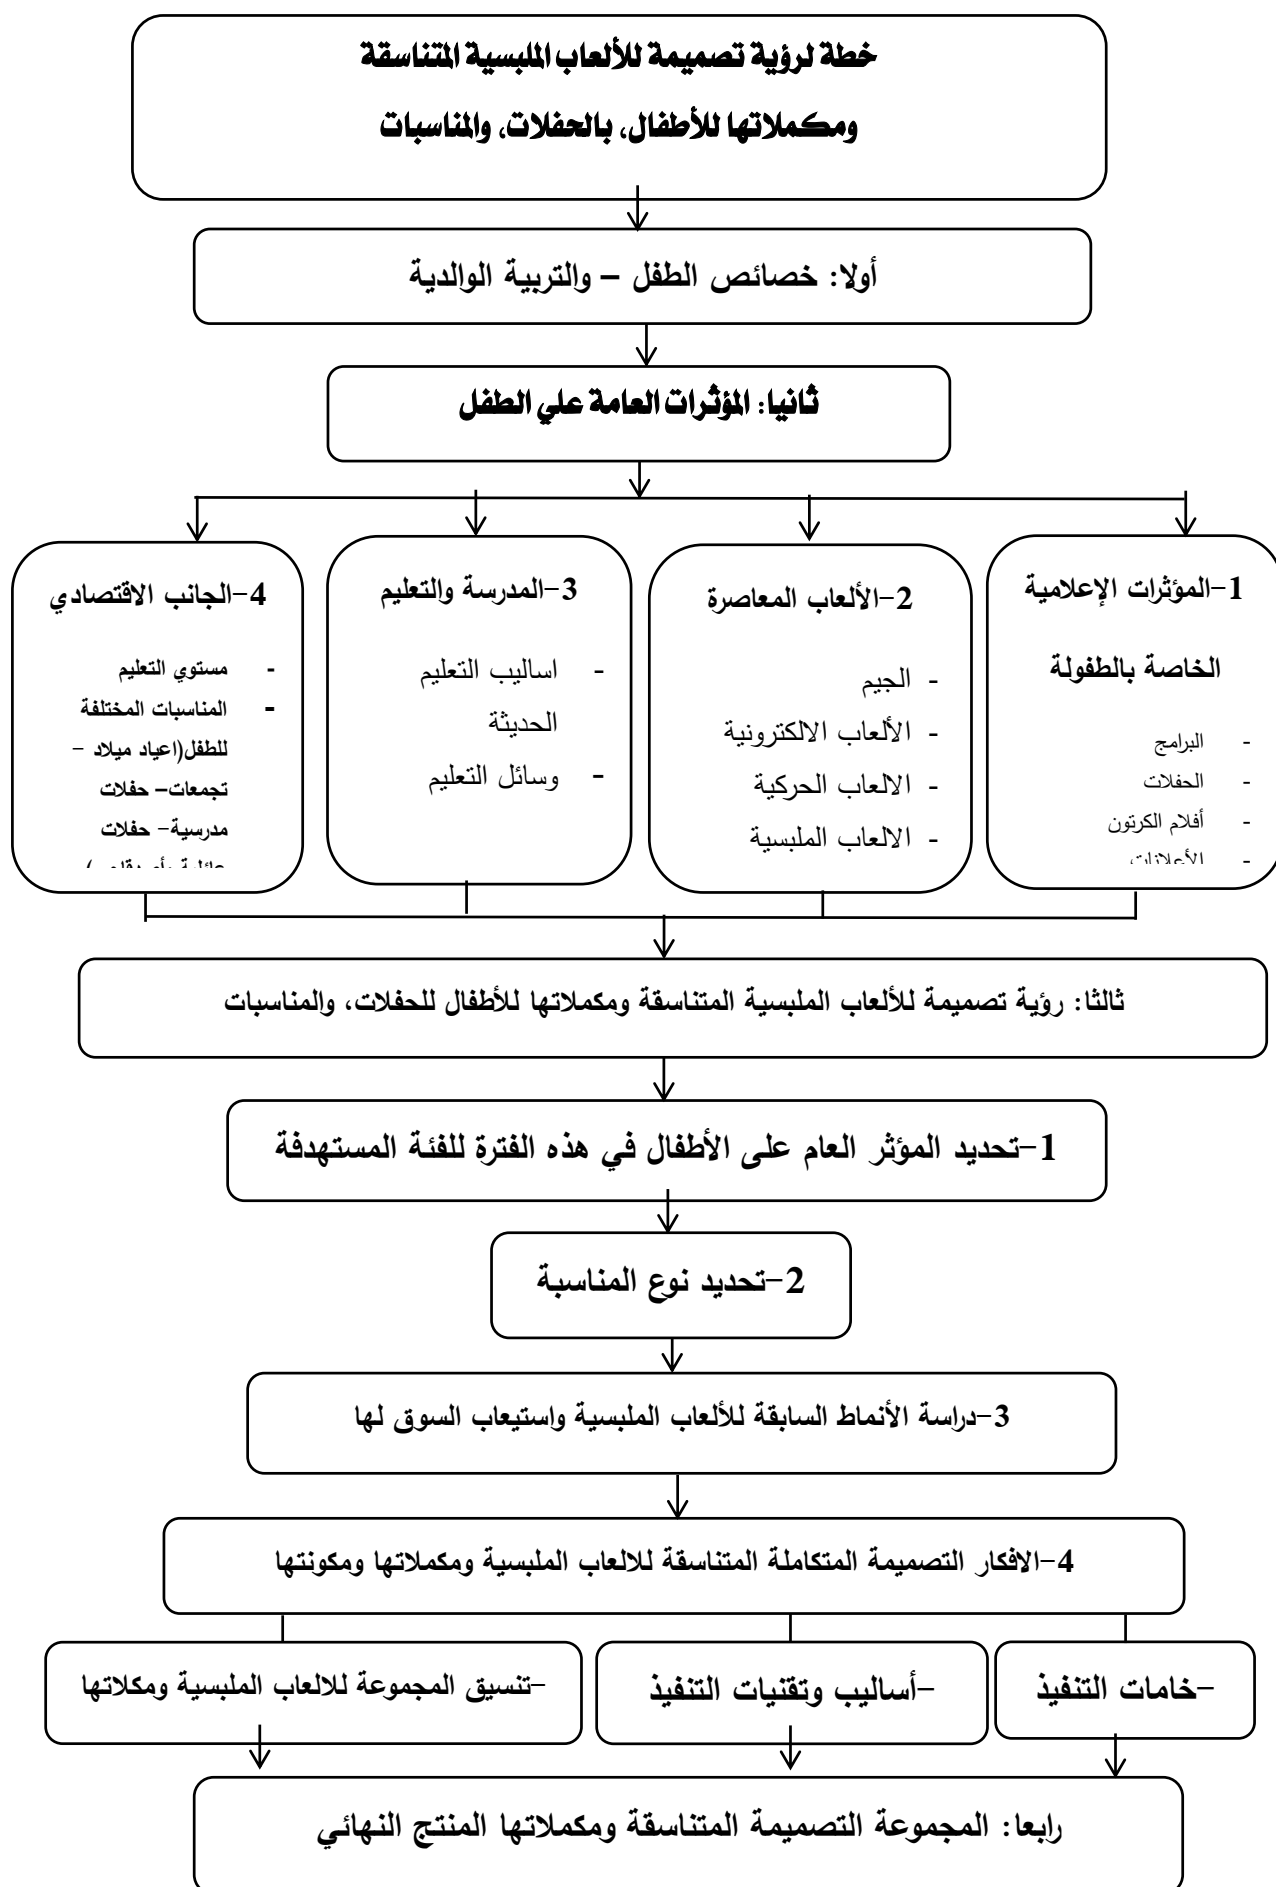 خطة لرؤية تصميمة للألعاب الملبسية المتناسقة
ومكملاتها للأطفال، بالحفلات، والمناسبات
أولا: خصائص الطفل – والتربية الوالدية
ثانيا: المؤثرات العامة علي الطفل
1-المؤثرات الإعلامية
الخاصة بالطفولة
- البرامج
- الحفلات
- أفلام الكرتون
- الأعلانات
2-الألعاب المعاصرة
- الجيم
- الألعاب الالكترونية
- الالعاب الحركية
- الالعاب الملبسية
3-المدرسة والتعليم
- اساليب التعليم
الحديثة
- وسائل التعليم
4-الجانب الاقتصادي
- مستوي التعليم
- المناسبات المختلفة
للطفل(اعياد ميلاد –
تجمعات– حفلات
مدرسية- حفلات
ثالثا: رؤية تصميمة للألعاب الملبسية المتناسقة ومكملاتها للأطفال للحفلات، والمناسبات
1-تحديد المؤثر العام على الأطفال في هذه الفترة للفئة المستهدفة
2-تحديد نوع المناسبة
3-دراسة الأنماط السابقة للألعاب الملبسية واستيعاب السوق لها
4-الافكار التصميمة المتكاملة المتناسقة للالعاب الملبسية ومكملاتها ومكونتها
-خامات التنفيذ
-أساليب وتقنيات التنفيذ
-تنسيق المجموعة للالعاب الملبسية ومكلاتها
رابعا: المجموعة التصميمة المتناسقة ومكملاتها المنتج النهائي